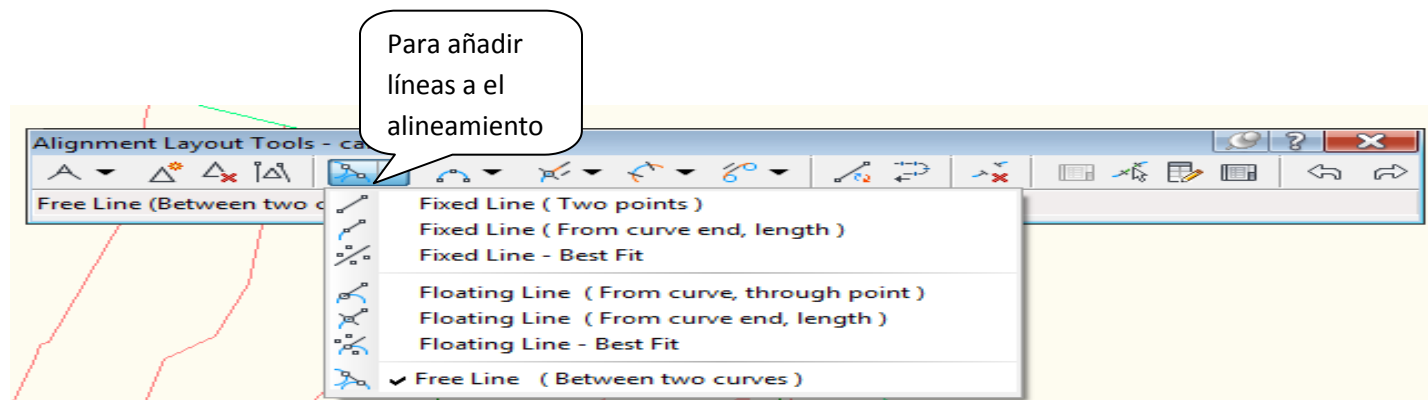 Para añadir
líneas a el
alineamiento
Alignment Layout Tools - ca
Free Line (Between two c
Fixed Line ( Two points )
Fixed Line ( From curve end, length )
Fixed Line - Best Fit
Floating Line ( From curve, through point )
Floating Line ( From curve end, length )
Floating Line - Best Fit
Free Line ( Between two curves )